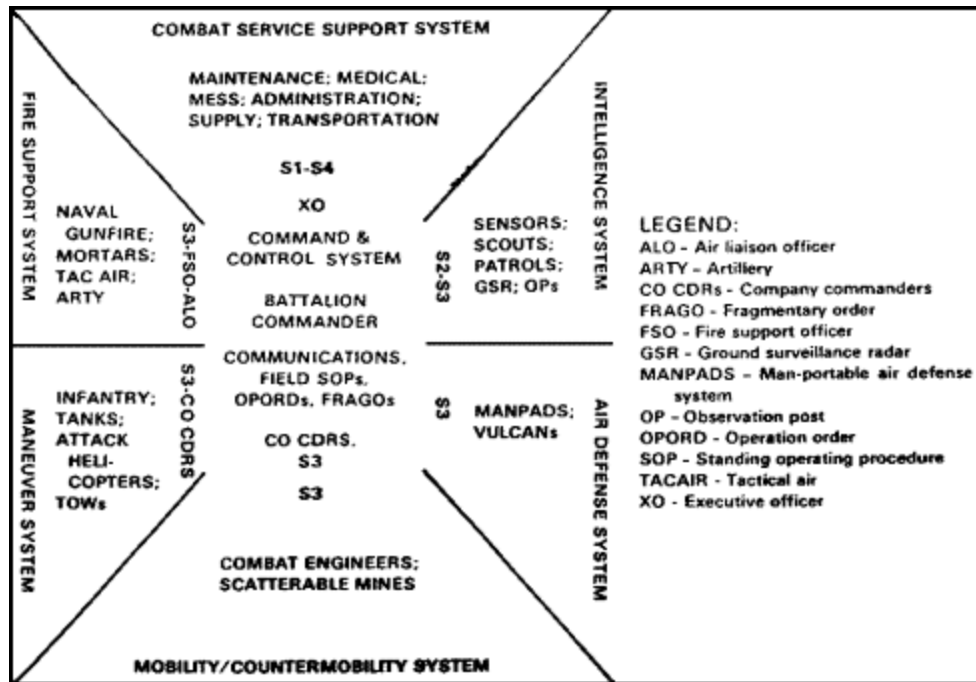 COMBAT SERVICE SUPPORT SYSTEM
MAINTENANCE; MEDICAL;
MESS; ADMINISTRATION;
SUPPLY; TRANSPORTATION
S1-S4
XO
FIRE SUPPORT SYSTEM
NAVAL
GUNFIRE;
MORTARS;
TAC AIR;
ARTY
S3-FSO-ALO
COMMAND &
CONTROL SYSTEM
BATTALION
COMMANDER
COMMUNICATIONS,
FIELD SOPs,
OPORDs, FRAGOs
CO CDRS,
S3
S3
S2-S3
SENSORS;
SCOUTS;
PATROLS;
GSR; OPs
INTELLIGENCE SYSTEM
MANEUVER SYSTEM
INFANTRY;
TANKS;
ATTACK
HELI-
COPTERS;
TOWs
S3-CO CDRS
S3
MANPADS;
VULCANs
AIR DEFENSE SYSTEM
COMBAT ENGINEERS;
SCATTERABLE MINES
MOBILITY/COUNTERMOBILITY SYSTEM
LEGEND:
ALO - Air liaison officer
ARTY - Artillery
CO CDRs - Company commanders
FRAGO - Fragmentary order
FSO - Fire support officer
GSR - Ground surveillance radar
MANPADS - Man-portable air defense
system
OP - Observation post
OPORD - Operation order
SOP - Standing operating procedure
TACAIR - Tactical air
XO - Executive officer